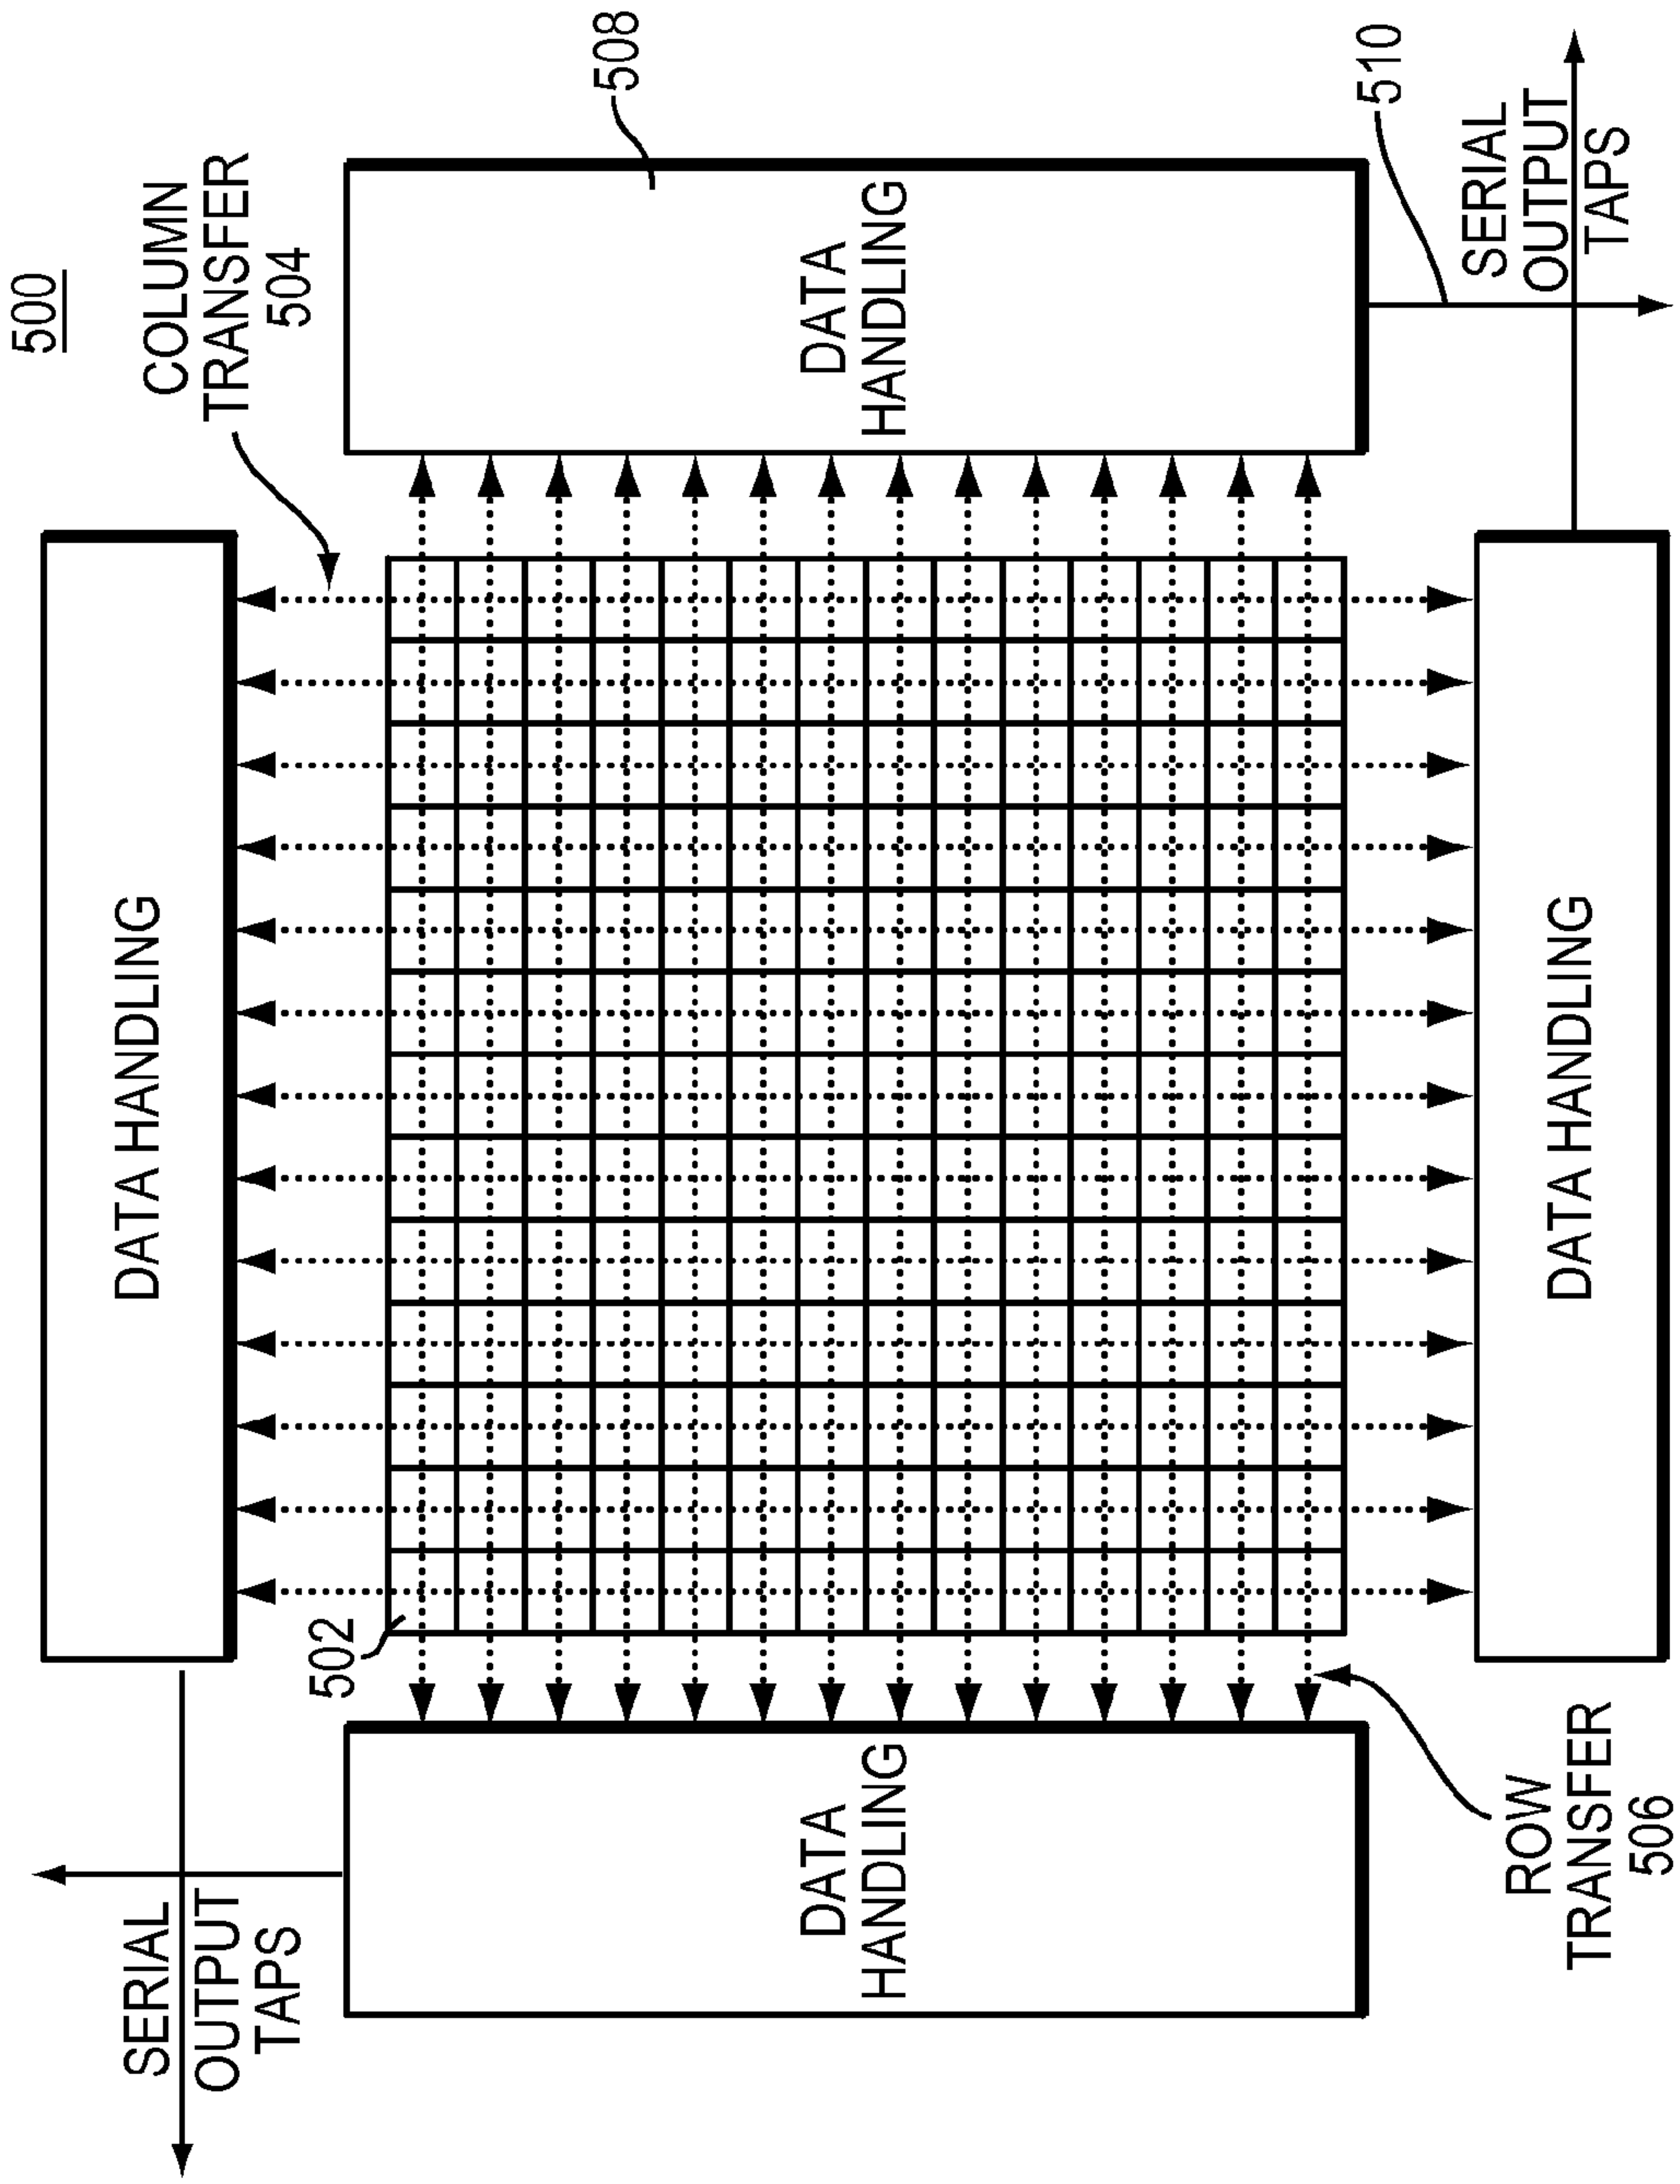 500
COLUMN
TRANSFER
504
508
DATA HANDLING
DATA
HANDLING
510
SERIAL
OUTPUT
TAPS
502
SERIAL
OUTPUT
TAPS
DATA
HANDLING
DATA HANDLING
ROW
TRANSFER
506